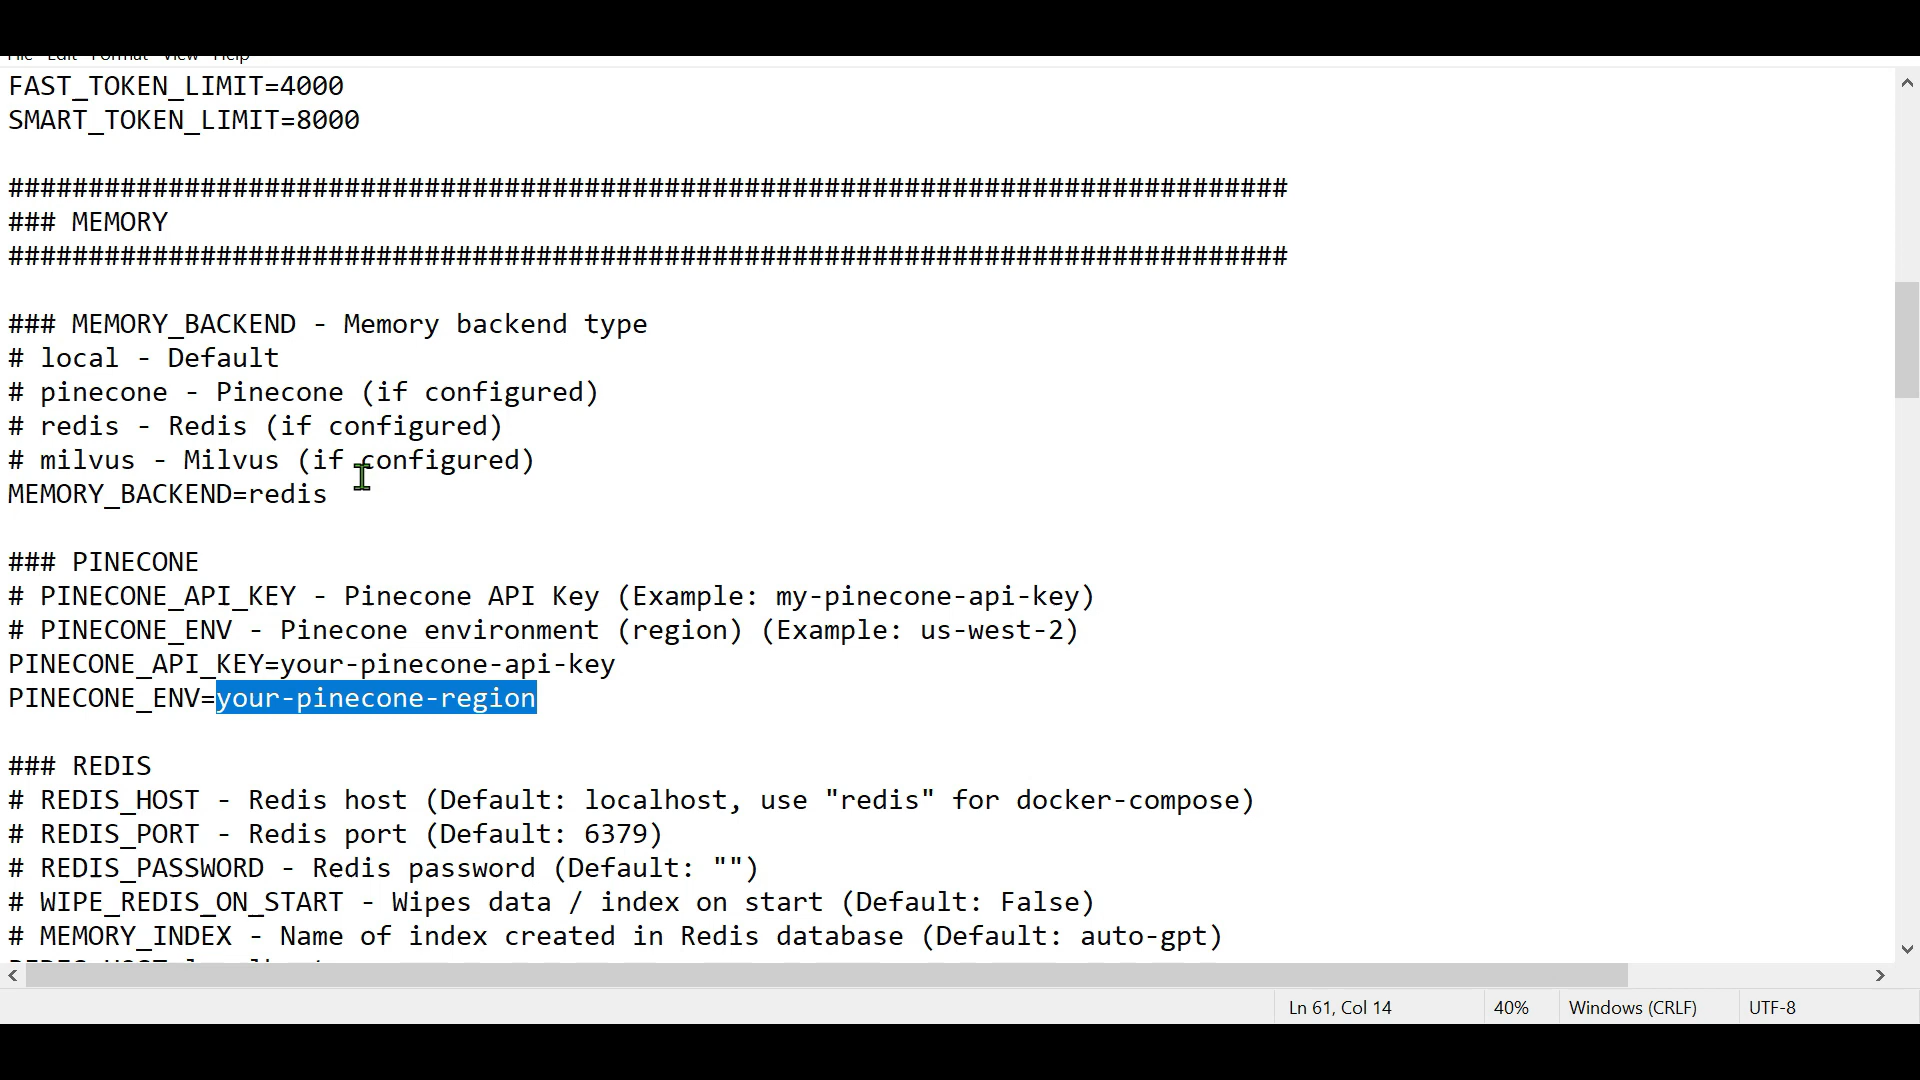 File Edit Format View Help
FAST_TOKEN_LIMIT=4000
SMART_TOKEN_LIMIT=8000
################################################################################
### MEMORY
################################################################################
### MEMORY_BACKEND - Memory backend type
# local - Default
# pinecone - Pinecone (if configured)
# redis - Redis (if configured)
# milvus - Milvus (if configured)
MEMORY_BACKEND=redis
### PINECONE
# PINECONE_API_KEY - Pinecone API Key (Example: my-pinecone-api-key)
# PINECONE_ENV - Pinecone environment (region) (Example: us-west-2)
PINECONE_API_KEY=your-pinecone-api-key
PINECONE_ENV=your-pinecone-region
### REDIS
# REDIS_HOST - Redis host (Default: localhost, use "redis" for docker-compose)
# REDIS_PORT - Redis port (Default: 6379)
# REDIS_PASSWORD - Redis password (Default: "")
# WIPE_REDIS_ON_START - Wipes data / index on start (Default: False)
# MEMORY_INDEX - Name of index created in Redis database (Default: auto-gpt)
Ln 61, Col 14
40%
Windows (CRLF)
UTF-8